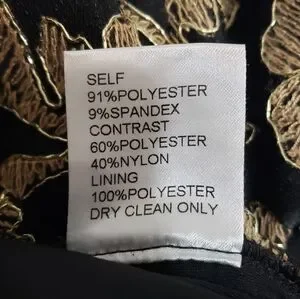 SELF
91%POLYESTER
9%SPANDEX
CONTRAST
60%POLYESTER
40%NYLON
LINING
100%POLYESTER
DRY CLEAN ONLY